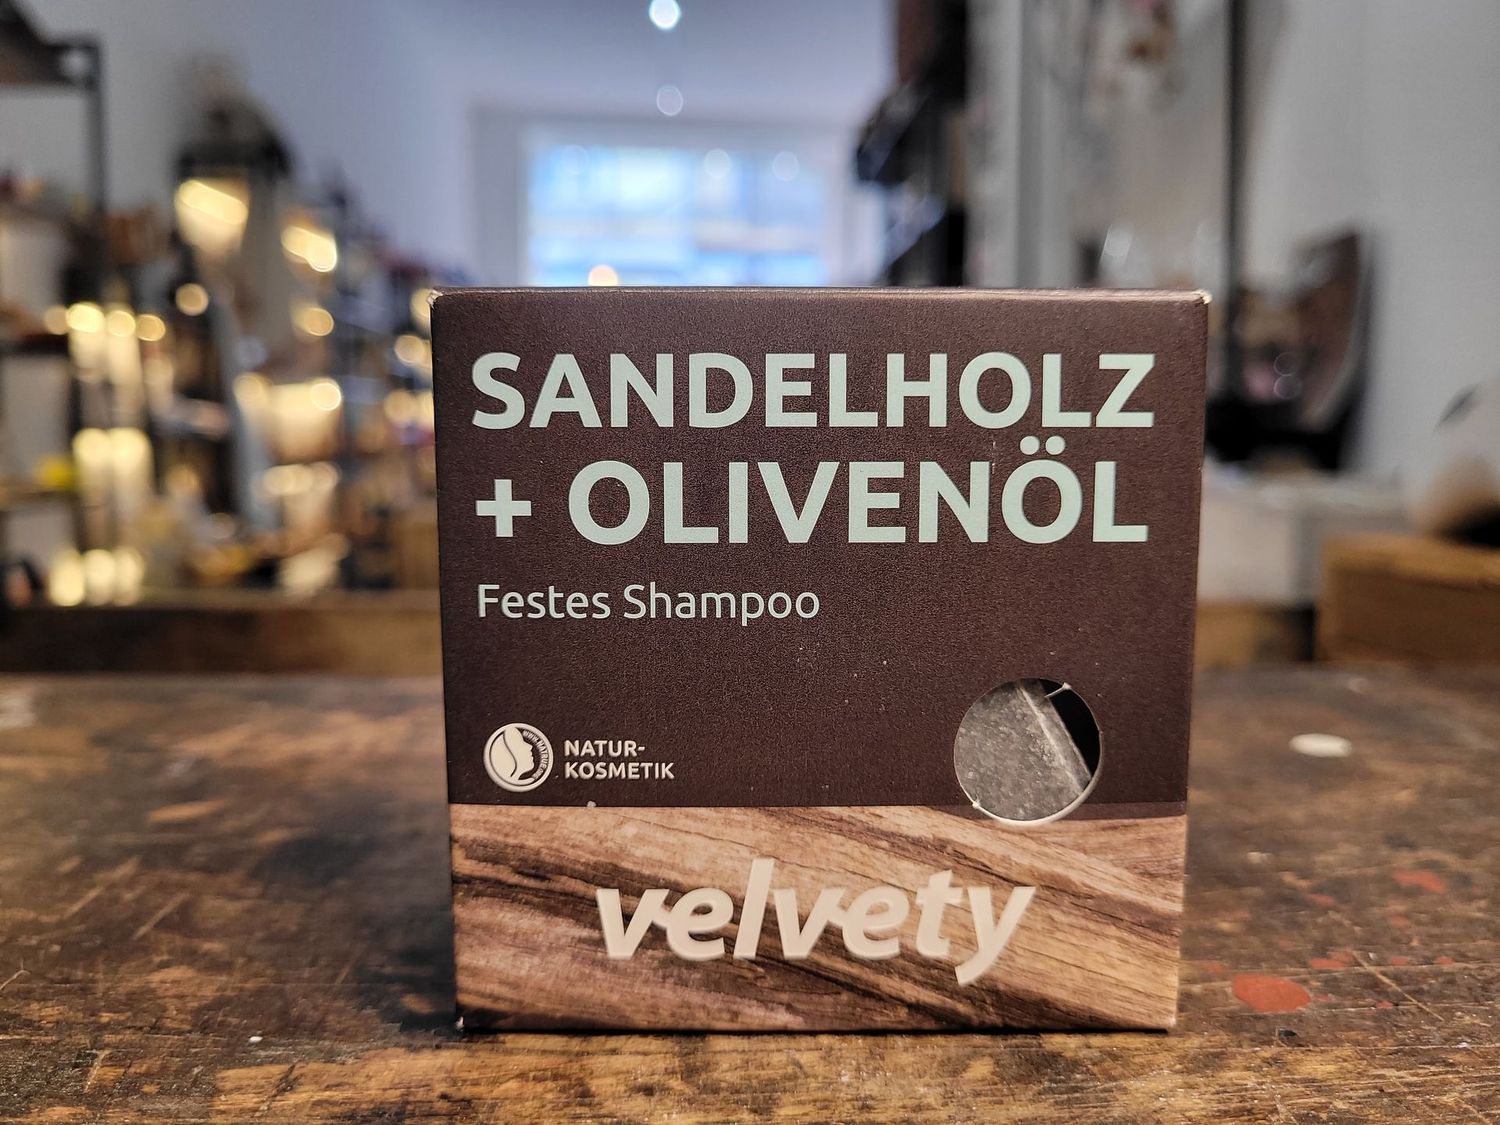 SANDELHOLZ
+ OLIVENÖL
Festes Shampoo
NATUR-
KOSMETIK
velvety